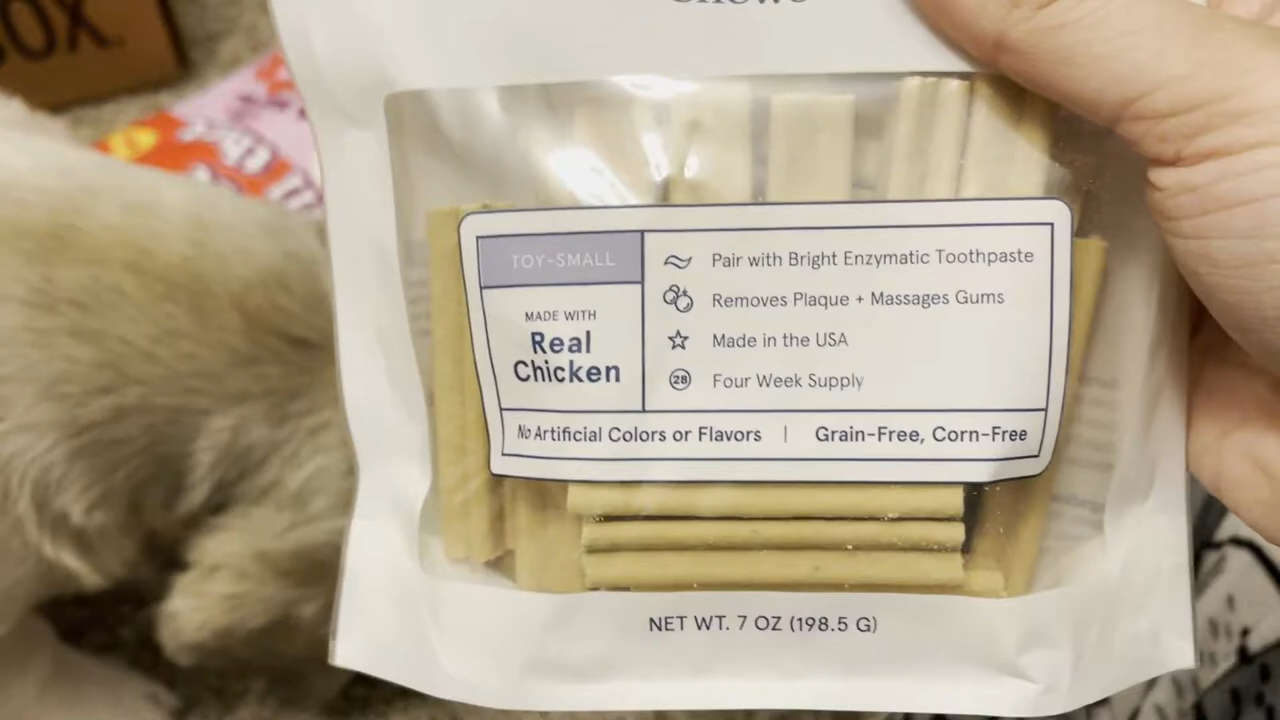 OX
Chews
TOY-SMALL
MADE WITH
Real
Chicken
Pair with Bright Enzymatic Toothpaste
Removes Plaque + Massages Gums
Made in the USA
28
Four Week Supply
No Artificial Colors or Flavors | Grain-Free, Corn-Free
NET WT. 7 OZ (198.5 G)